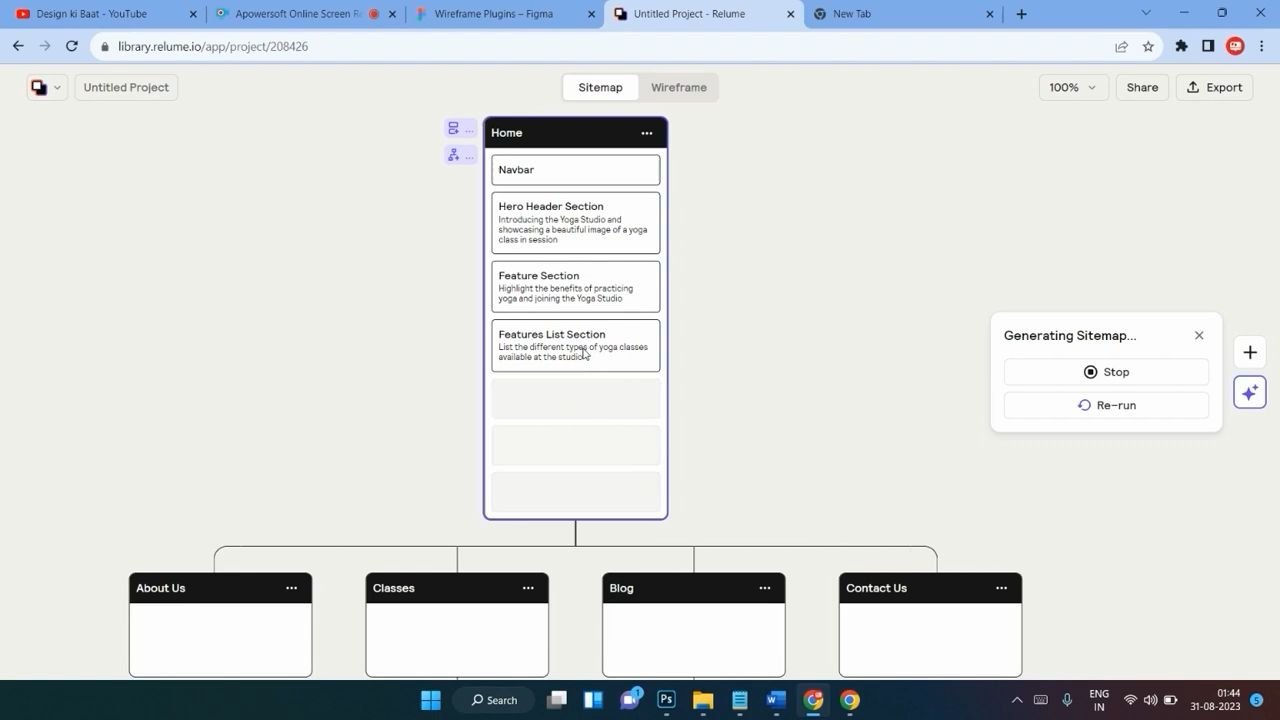 Design ki Baat - YouTube
Apowersoft Online Screen Re
Wireframe Plugins – Figma
Untitled Project - Relume
New Tab
library.relume.io/app/project/208426
Untitled Project
Sitemap
Wireframe
100%
Share
Export
Home
...
...
Navbar
Hero Header Section
Introducing the Yoga Studio and
showcasing a beautiful image of a yoga
class in session
Feature Section
Highlight the benefits of practicing
yoga and joining the Yoga Studio
Features List Section
List the different types of yoga classes
available at the studio
Generating Sitemap...
Stop
Re-run
About Us
Classes
Blog
Contact Us
Search
1
Ps
W
ENG
IN
01:44
31-08-2023
5